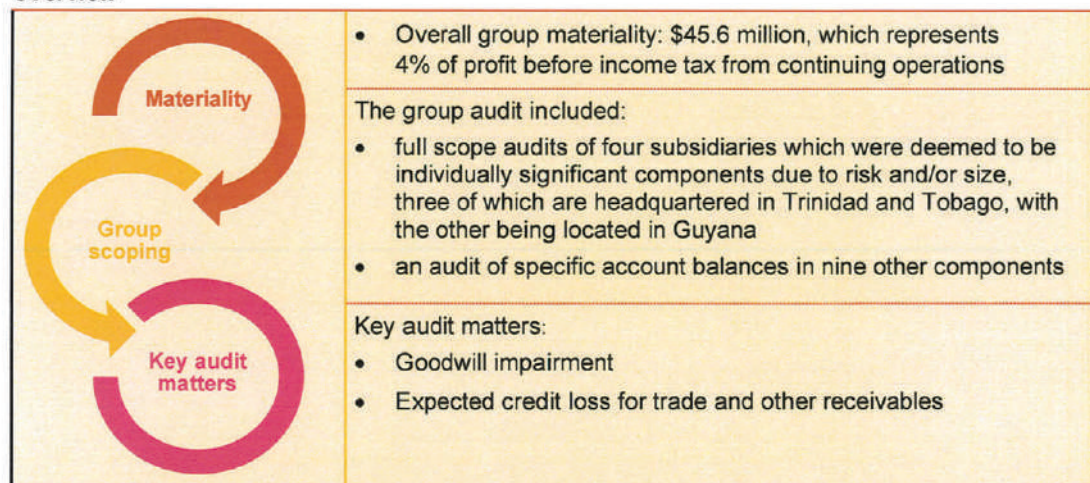 Materiality
• Overall group materiality: $45.6 million, which represents
4% of profit before income tax from continuing operations
Group
scoping
The group audit included:
• full scope audits of four subsidiaries which were deemed to be
individually significant components due to risk and/or size,
three of which are headquartered in Trinidad and Tobago, with
the other being located in Guyana
• an audit of specific account balances in nine other components
Key audit
matters
Key audit matters:
• Goodwill impairment
• Expected credit loss for trade and other receivables